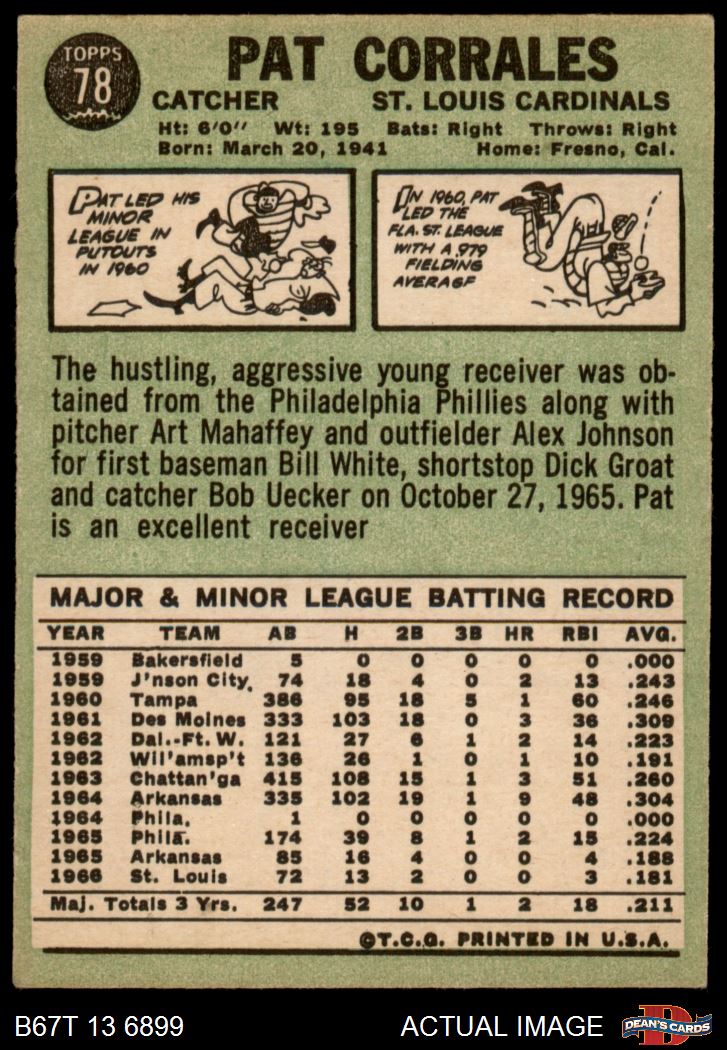 TOPPS
78
PAT CORRALES
CATCHER ST. LOUIS CARDINALS
Ht: 6'0" Wt: 195 Bats: Right Throws: Right
Born: March 20, 1941 Home: Fresno, Cal.
PAT LED HIS
MINOR
LEAGUE IN
PUTOUTS
IN 1960
IN 1960, PAT
LED THE
FLA. ST. LEAGUE
WITH A .979
FIELDING
AVERAGE
The hustling, aggressive young receiver was ob-
tained from the Philadelphia Phillies along with
pitcher Art Mahaffey and outfielder Alex Johnson
for first baseman Bill White, shortstop Dick Groat
and catcher Bob Uecker on October 27, 1965. Pat
is an excellent receiver
MAJOR & MINOR LEAGUE BATTING RECORD
YEAR TEAM AB H 2B 3B HR RBI AVG.
1959 Bakersfield 5 0 0 0 0 0 .000
1959 J'nson City, 74 18 4 0 2 13 .243
1960 Tampa 386 95 18 5 1 60 .246
1961 Des Moines 333 103 18 0 3 36 .309
1962 Dal.-Ft. W. 121 27 6 1 2 14 .223
1962 Wil'amsp't 136 26 1 0 1 10 .191
1963 Chattan'ga 415 108 15 1 3 51 .260
1964 Arkansas 335 102 19 1 9 48 .304
1964 Phila. 1 0 0 0 0 0 .000
1965 Phila. 174 39 8 1 2 15 .224
1965 Arkansas 85 16 4 0 0 4 .188
1966 St. Louis 72 13 2 0 0 3 .181
Maj. Totals 3 Yrs. 247 52 10 1 2 18 .211
©T.C.G. PRINTED IN U.S.A.
B67T 13 6899 ACTUAL IMAGE
D
DEAN'S CARDS